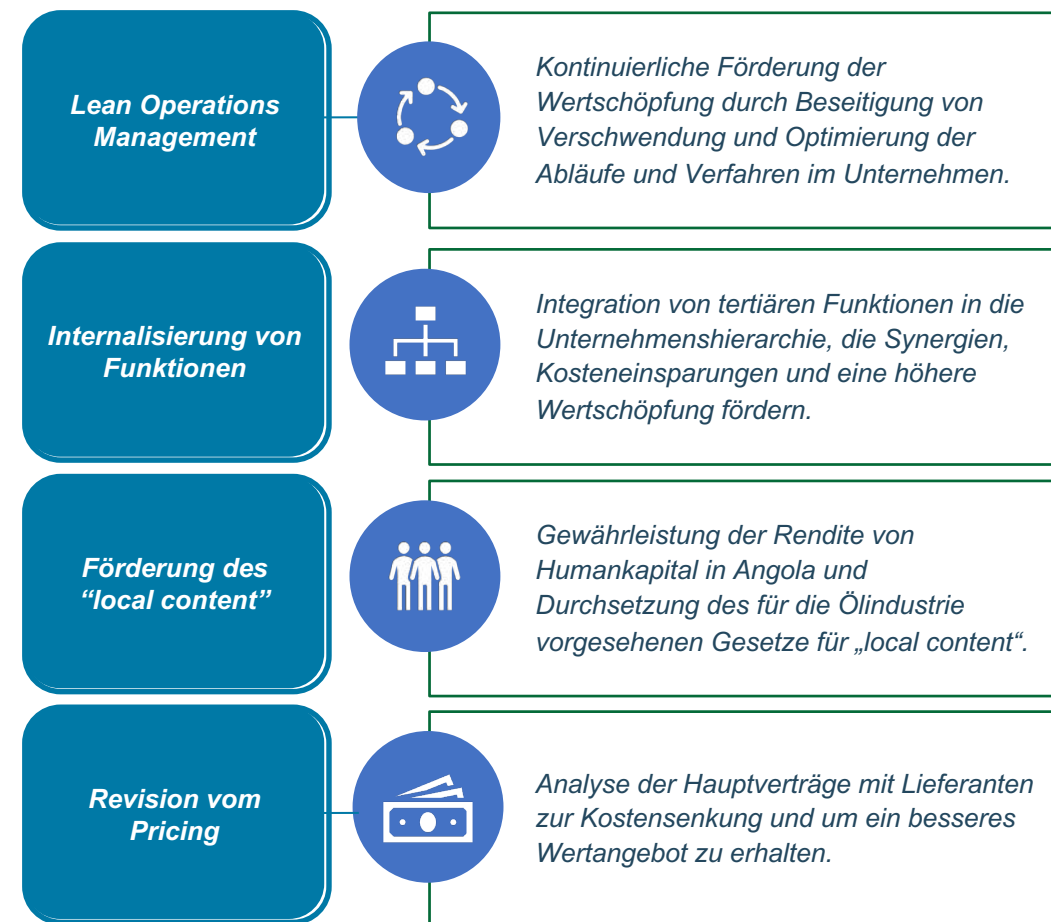 Lean Operations
Management
Kontinuierliche Förderung der
Wertschöpfung durch Beseitigung von
Verschwendung und Optimierung der
Abläufe und Verfahren im Unternehmen.
Internalisierung von
Funktionen
Integration von tertiären Funktionen in die
Unternehmenshierarchie, die Synergien,
Kosteneinsparungen und eine höhere
Wertschöpfung fördern.
Förderung des
“local content”
Gewährleistung der Rendite von
Humankapital in Angola und
Durchsetzung des für die Ölindustrie
vorgesehenen Gesetze für „local content“.
Revision vom
Pricing
Analyse der Hauptverträge mit Lieferanten
zur Kostensenkung und um ein besseres
Wertangebot zu erhalten.